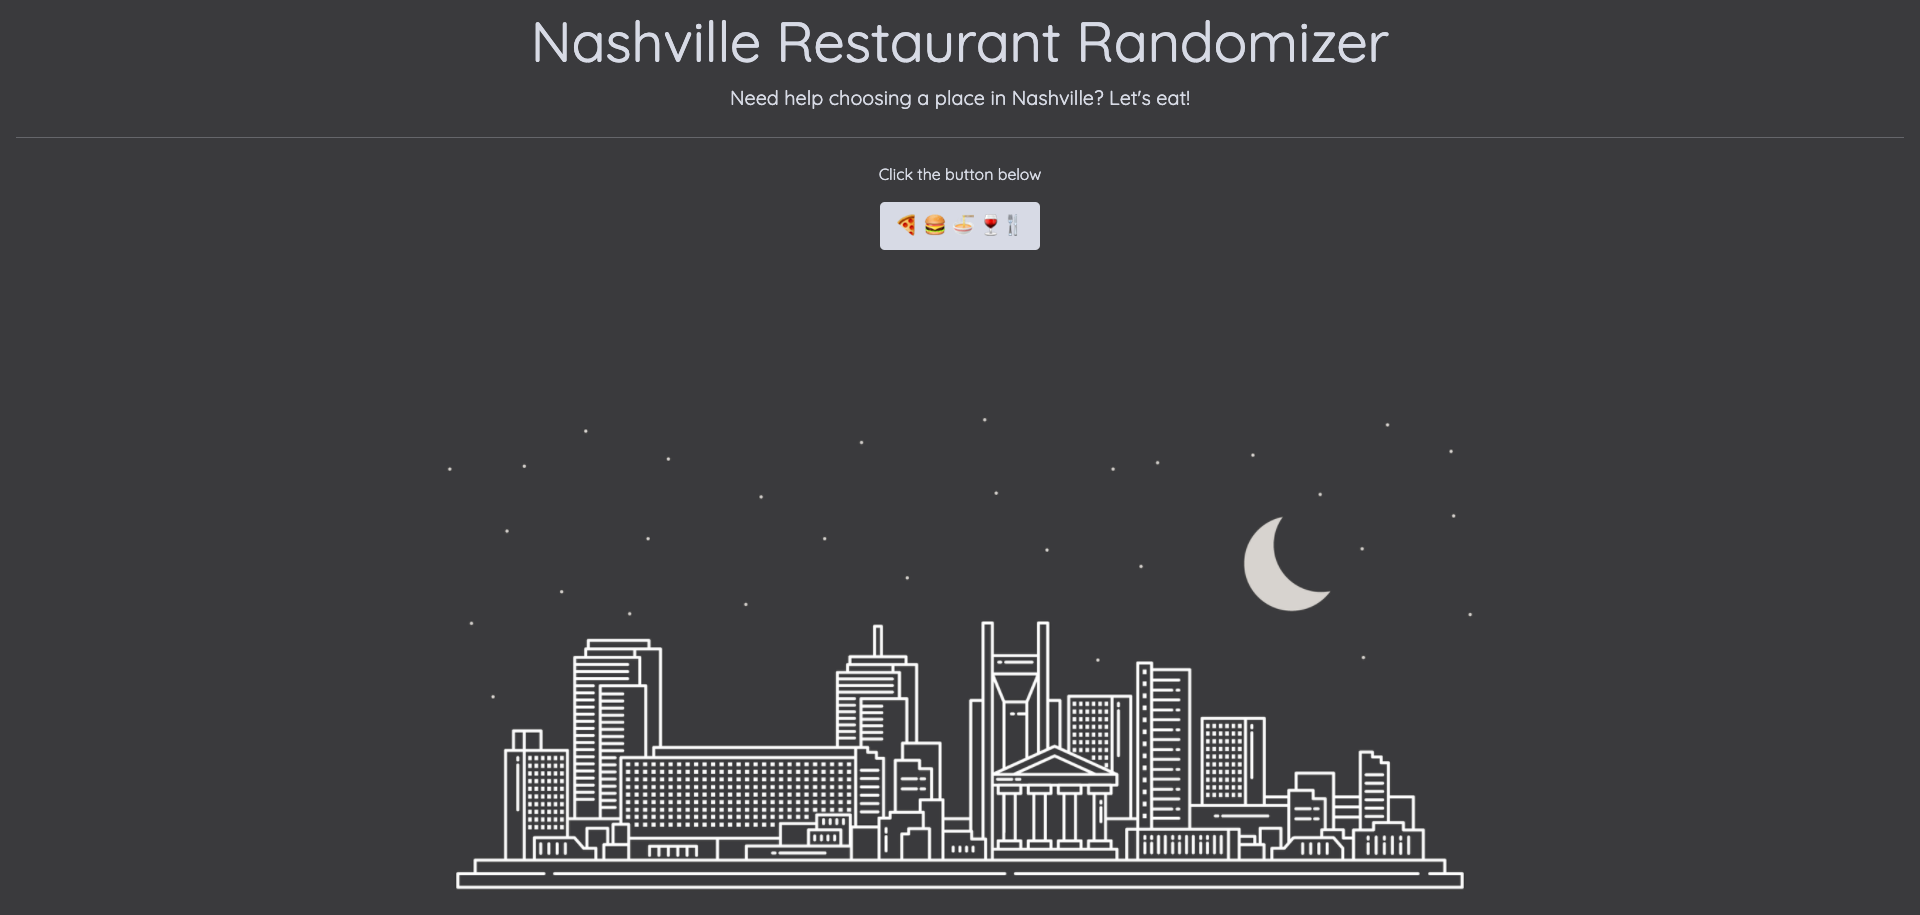 Nashville Restaurant Randomizer
Need help choosing a place in Nashville? Let's eat!
Click the button below
🍕 🍔 🍜 🍷 🍴